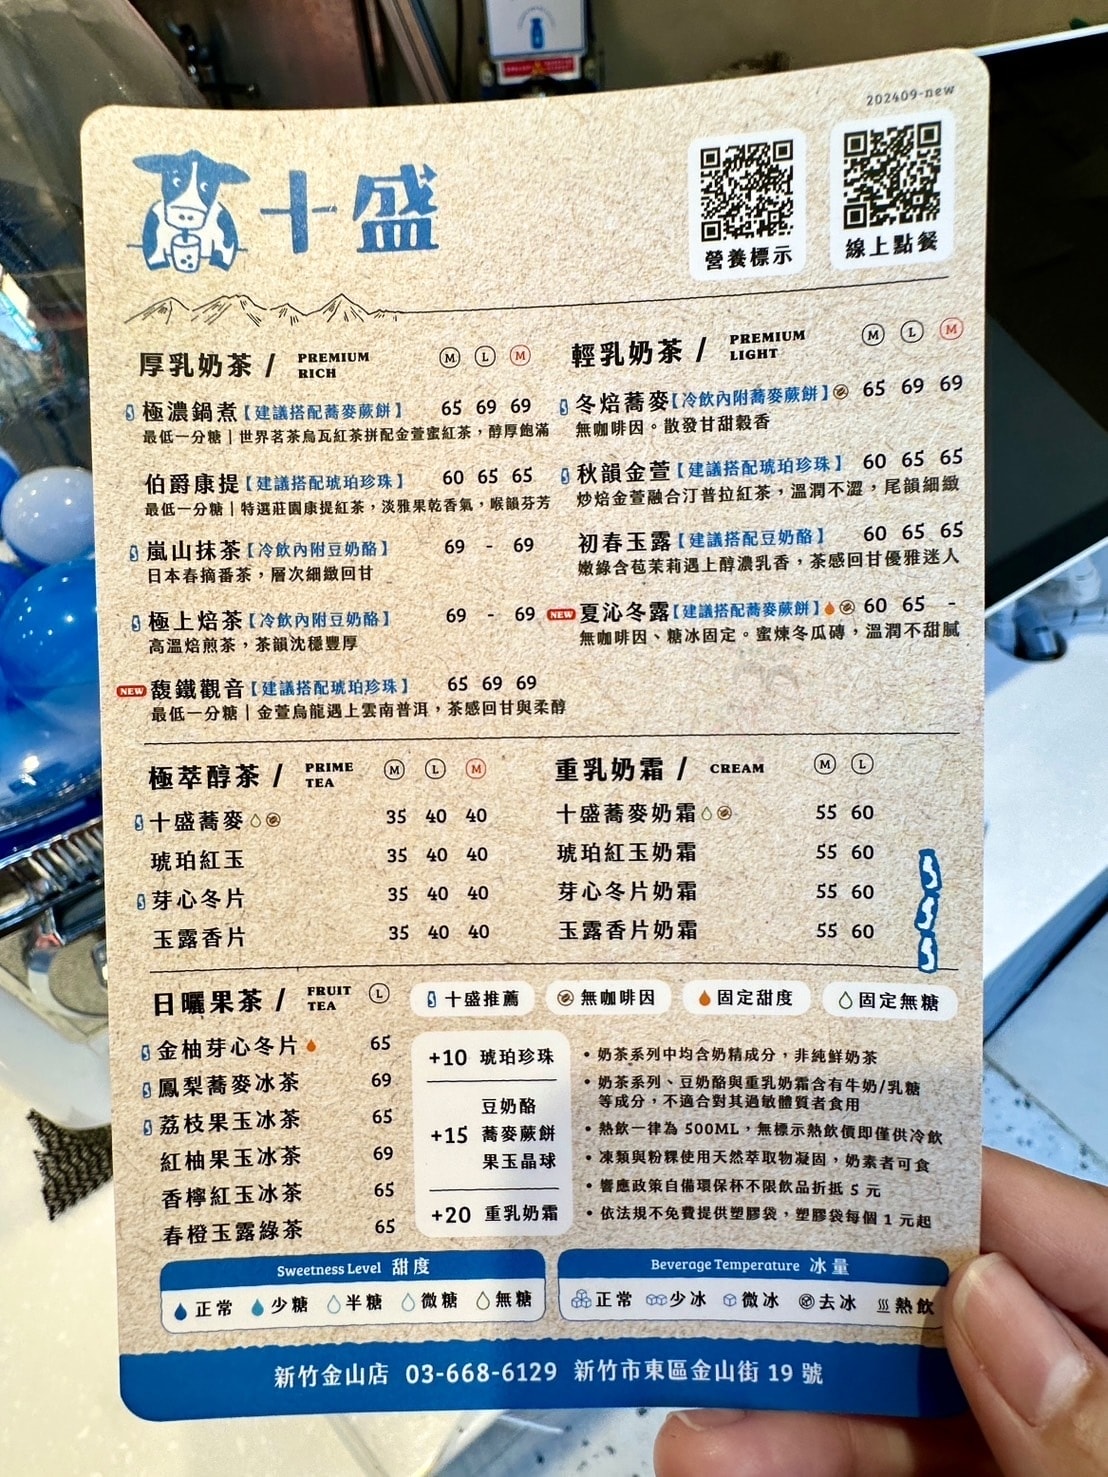 202409-new
十盛
營養標示
線上點餐
厚乳奶茶 / PREMIUM RICH M L M
極濃鍋煮【建議搭配蕎麥蕨餅】 65 69 69
最低一分糖｜世界茗茶烏瓦紅茶拼配金萱蜜紅茶，醇厚飽滿
伯爵康提【建議搭配琥珀珍珠】 60 65 65
最低一分糖｜特選莊園康提紅茶，淡雅果乾香氣，喉韻芬芳
嵐山抹茶【冷飲內附豆奶酪】 69 - 69
日本春摘番茶，層次細緻回甘
極上焙茶【冷飲內附豆奶酪】 69 - 69
高溫焙煎茶，茶韻沈穩豐厚
NEW 馥鐵觀音【建議搭配琥珀珍珠】 65 69 69
最低一分糖｜金萱烏龍遇上雲南普洱，茶感回甘與柔醇
輕乳奶茶 / PREMIUM LIGHT M L M
冬焙蕎麥【冷飲內附蕎麥蕨餅】 65 69 69
無咖啡因。散發甘甜穀香
秋韻金萱【建議搭配琥珀珍珠】 60 65 65
炒焙金萱融合汀普拉紅茶，溫潤不澀，尾韻細緻
初春玉露【建議搭配豆奶酪】 60 65 65
嫩綠含苞茉莉遇上醇濃乳香，茶感回甘優雅迷人
NEW 夏沁冬露【建議搭配蕎麥蕨餅】 60 65 -
無咖啡因、糖冰固定。蜜煉冬瓜磚，溫潤不甜膩
極萃醇茶 / PRIME TEA M L M
十盛蕎麥 35 40 40
琥珀紅玉 35 40 40
芽心冬片 35 40 40
玉露香片 35 40 40
重乳奶霜 / CREAM M L
十盛蕎麥奶霜 55 60
琥珀紅玉奶霜 55 60
芽心冬片奶霜 55 60
玉露香片奶霜 55 60
日曬果茶 / FRUIT TEA L
金柚芽心冬片 65
鳳梨蕎麥冰茶 69
荔枝果玉冰茶 65
紅柚果玉冰茶 69
香檸紅玉冰茶 65
春橙玉露綠茶 65
十盛推薦 無咖啡因 固定甜度 固定無糖
+10 琥珀珍珠
豆奶酪
+15 蕎麥蕨餅
果玉晶球
+20 重乳奶霜
• 奶茶系列中均含奶精成分，非純鮮奶茶
• 奶茶系列、豆奶酪與重乳奶霜含有牛奶/乳糖
等成分，不適合對其過敏體質者食用
• 熱飲一律為 500ML，無標示熱飲價即僅供冷飲
• 凍類與粉粿使用天然萃取物凝固，奶素者可食
• 響應政策自備環保杯不限飲品折抵 5 元
• 依法規不免費提供塑膠袋，塑膠袋每個 1 元起
Sweetness Level 甜度
正常 少糖 半糖 微糖 無糖
Beverage Temperature 冰量
正常 少冰 微冰 去冰 熱飲
新竹金山店 03-668-6129 新竹市東區金山街 19 號